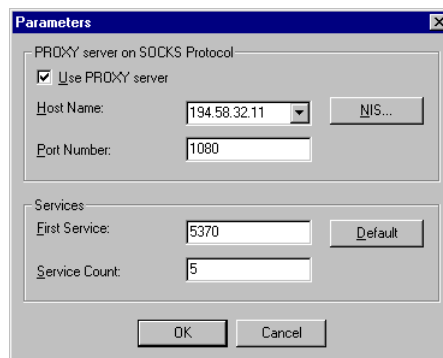 Parameters
PROXY server on SOCKS Protocol
Use PROXY server
Host Name: 194.58.32.11 NIS...
Port Number: 1080
Services
First Service: 5370 Default
Service Count: 5
OK Cancel